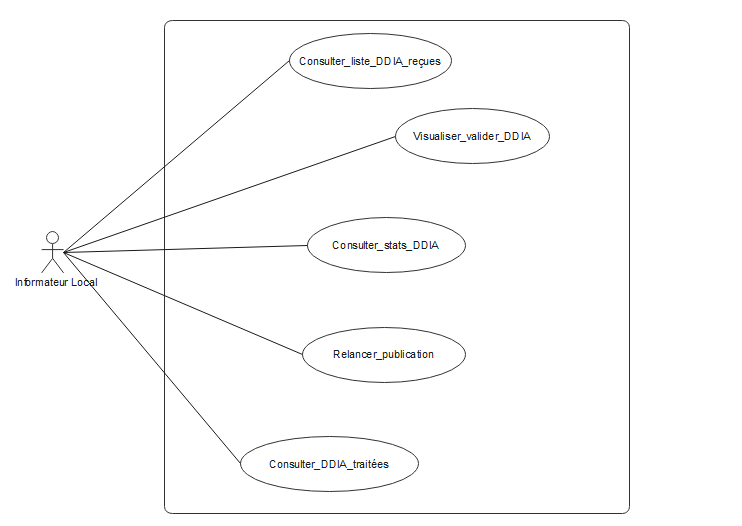 Consulter_liste_DDIA_reçues
Visualiser_valider_DDIA
Consulter_stats_DDIA
Informateur Local
Relancer_publication
Consulter_DDIA_traitées